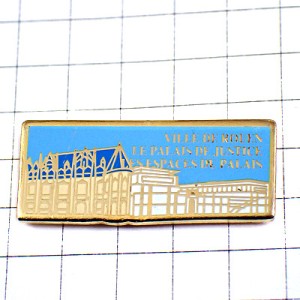 VILLE DE ROUEN
LE PALAIS DE JUSTICE
LES ESPACES DU PALAIS